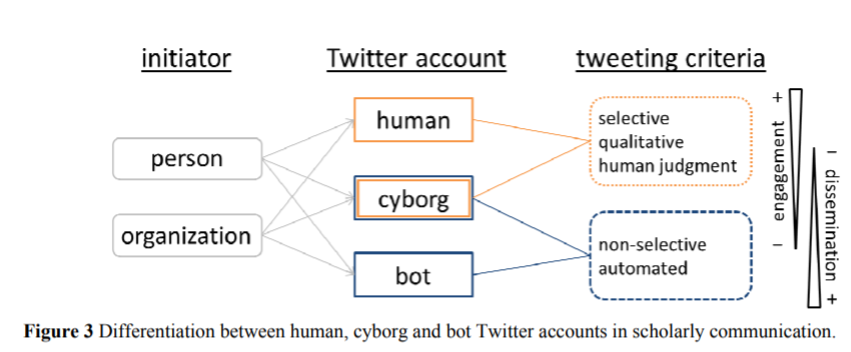 initiator
Twitter account
tweeting criteria
person
organization
human
cyborg
bot
selective
qualitative
human judgment
non-selective
automated
+
engagement
–
–
dissemination
+
Figure 3 Differentiation between human, cyborg and bot Twitter accounts in scholarly communication.